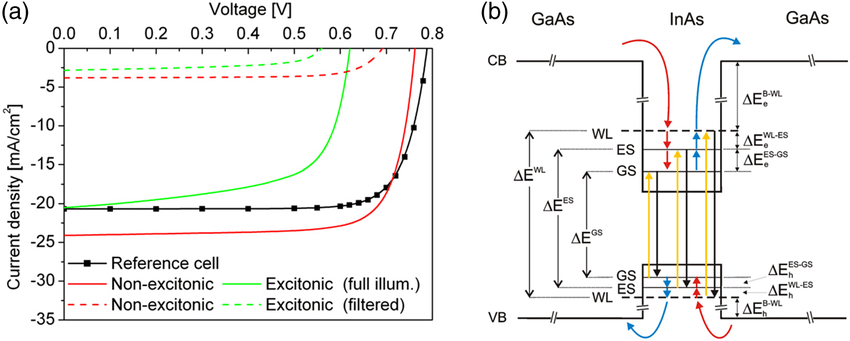 (a)
Voltage [V]
0.0 0.1 0.2 0.3 0.4 0.5 0.6 0.7 0.8
0
-5
-10
-15
-20
-25
-30
-35
Current density [mA/cm²]
Reference cell
Non-excitonic Excitonic (full illum.)
Non-excitonic Excitonic (filtered)
(b)
GaAs InAs GaAs
CB
WL
ES
GS
ΔE^WL
ΔE^ES
ΔE^GS
ΔE_e^B-WL
ΔE_e^WL-ES
ΔE_e^ES-GS
GS
ES
WL
ΔE_h^ES-GS
ΔE_h^WL-ES
ΔE_h^B-WL
VB